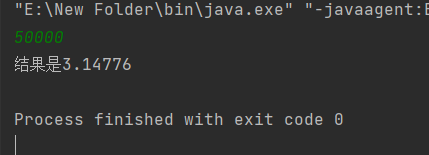 "E:\New Folder\bin\java.exe" "-javaagent:E
50000
结果是3.14776
Process finished with exit code 0